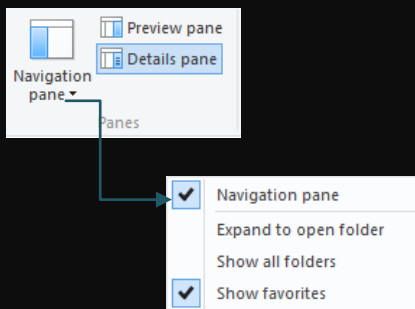 Preview pane
Details pane
Navigation
pane
Panes
Navigation pane
Expand to open folder
Show all folders
Show favorites